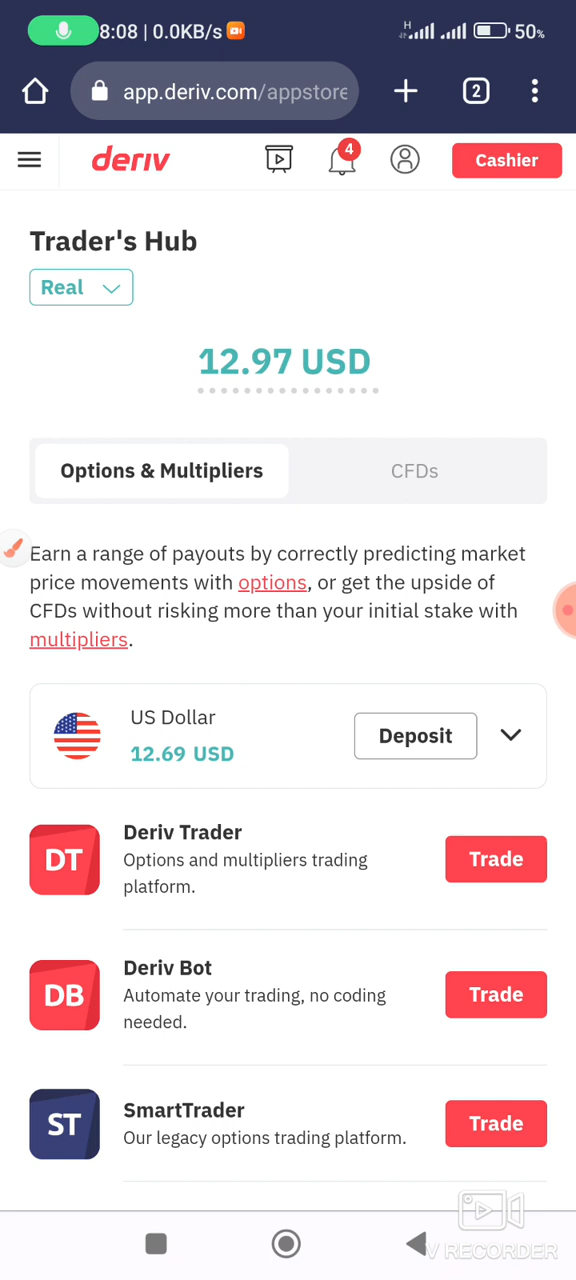 8:08 | 0.0KB/s
H
50%
app.deriv.com/appstore
2
deriv
4
Cashier
Trader's Hub
Real
12.97 USD
Options & Multipliers
CFDs
Earn a range of payouts by correctly predicting market
price movements with options, or get the upside of
CFDs without risking more than your initial stake with
multipliers.
US Dollar
12.69 USD
Deposit
DT
Deriv Trader
Options and multipliers trading
platform.
Trade
DB
Deriv Bot
Automate your trading, no coding
needed.
Trade
ST
SmartTrader
Our legacy options trading platform.
Trade
V RECORDER